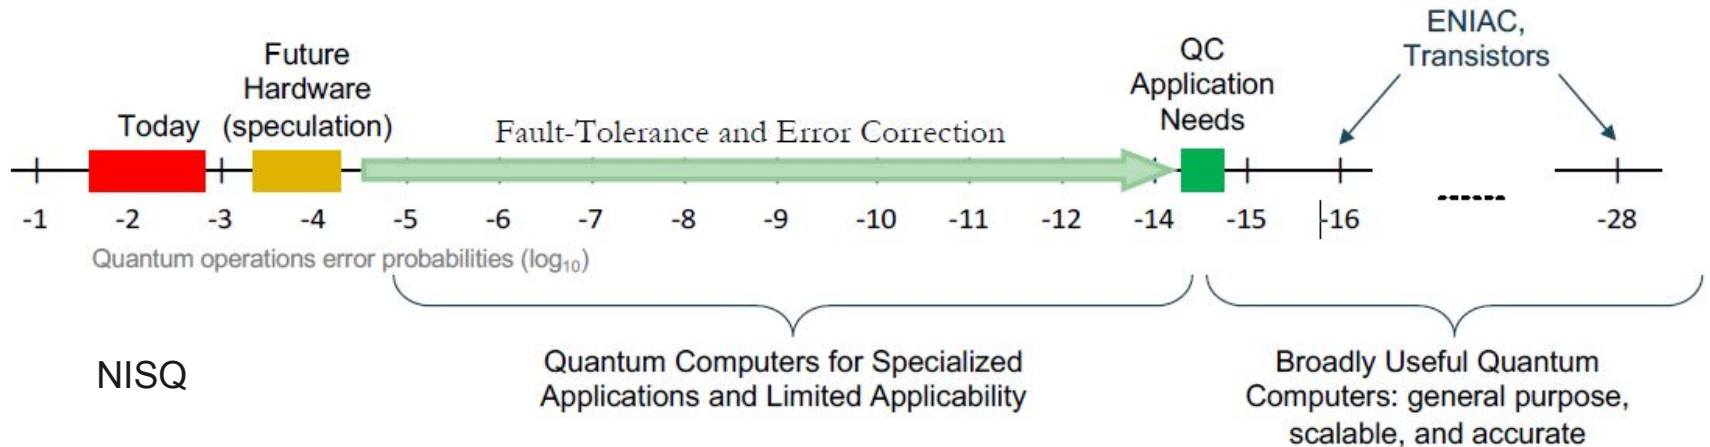 ENIAC,
Transistors
Future
Hardware
(speculation)
Today
QC
Application
Needs
Fault-Tolerance and Error Correction
-1 -2 -3 -4 -5 -6 -7 -8 -9 -10 -11 -12 -14 -15 -16 -28
Quantum operations error probabilities (log10)
NISQ
Quantum Computers for Specialized
Applications and Limited Applicability
Broadly Useful Quantum
Computers: general purpose,
scalable, and accurate